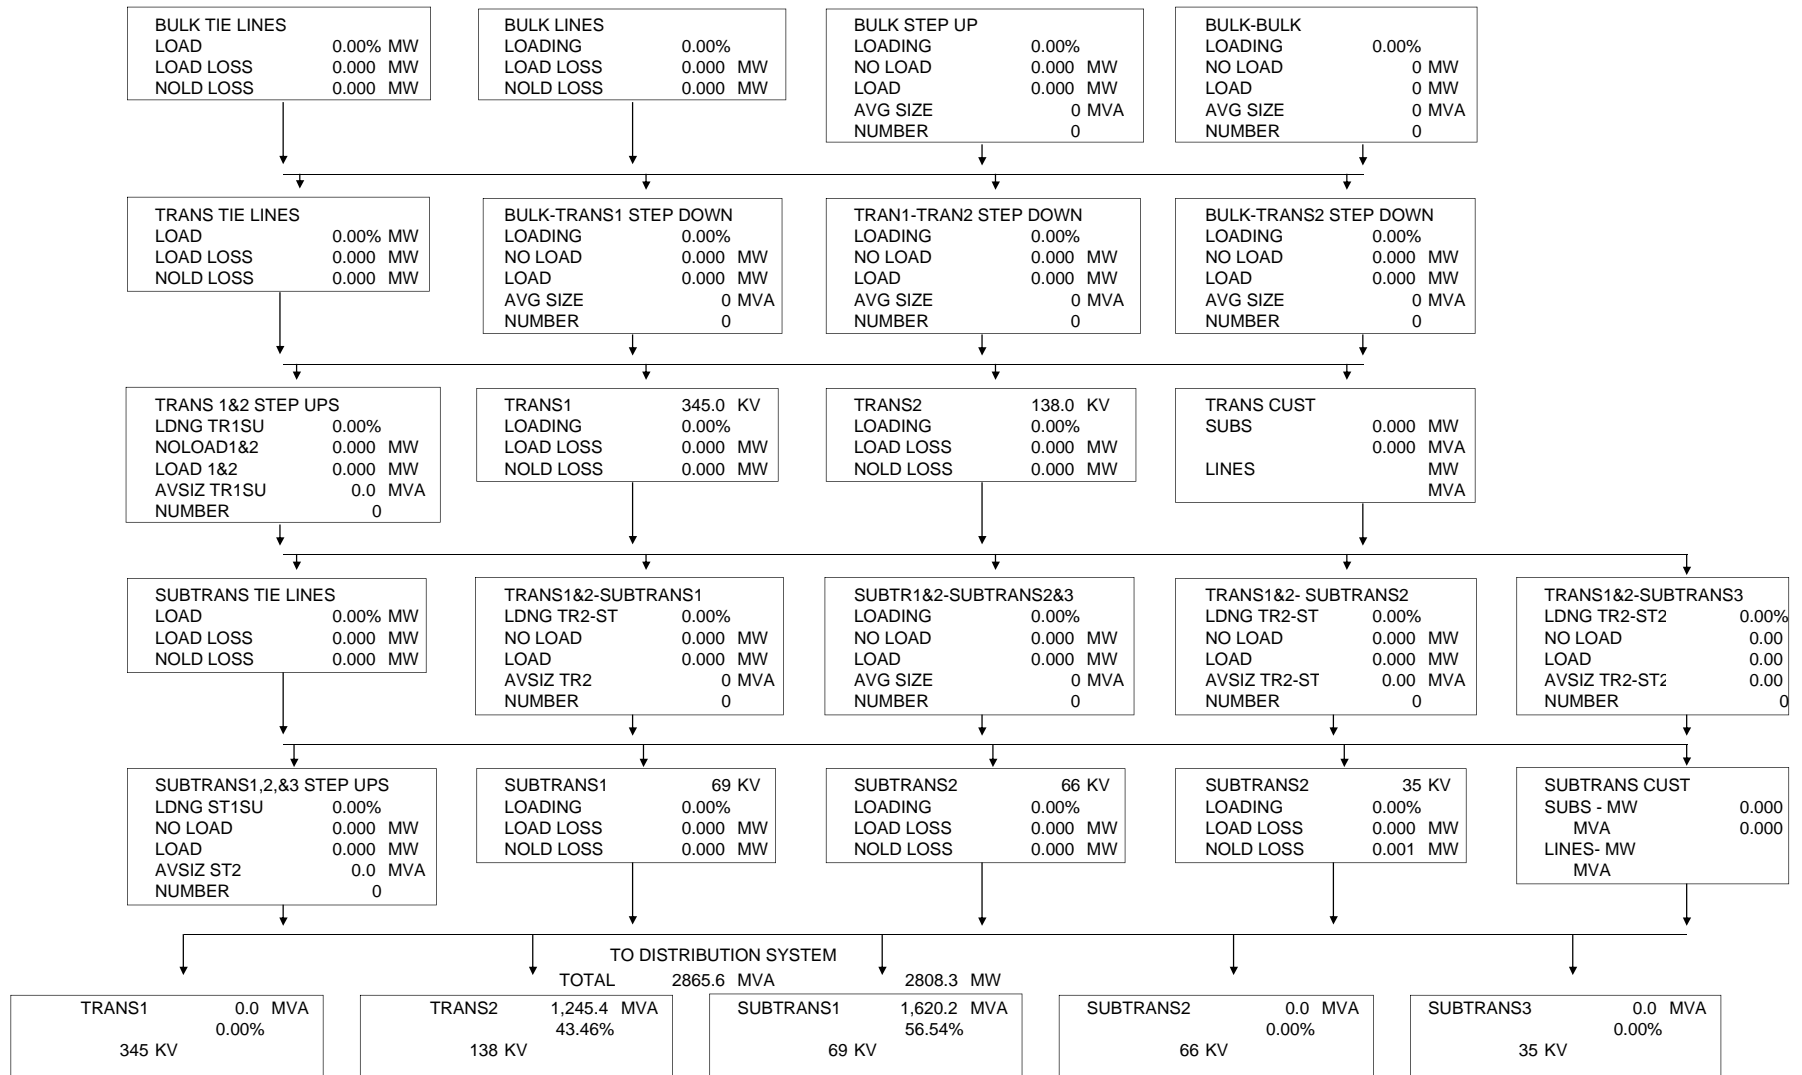 BULK TIE LINES
LOAD 0.00% MW
LOAD LOSS 0.000 MW
NOLD LOSS 0.000 MW
BULK LINES
LOADING 0.00%
LOAD LOSS 0.000 MW
NOLD LOSS 0.000 MW
BULK STEP UP
LOADING 0.00%
NO LOAD 0.000 MW
LOAD 0.000 MW
AVG SIZE 0 MVA
NUMBER 0
BULK-BULK
LOADING 0.00%
NO LOAD 0 MW
LOAD 0 MW
AVG SIZE 0 MVA
NUMBER 0
TRANS TIE LINES
LOAD 0.00% MW
LOAD LOSS 0.000 MW
NOLD LOSS 0.000 MW
BULK-TRANS1 STEP DOWN
LOADING 0.00%
NO LOAD 0.000 MW
LOAD 0.000 MW
AVG SIZE 0 MVA
NUMBER 0
TRAN1-TRAN2 STEP DOWN
LOADING 0.00%
NO LOAD 0.000 MW
LOAD 0.000 MW
AVG SIZE 0 MVA
NUMBER 0
BULK-TRANS2 STEP DOWN
LOADING 0.00%
NO LOAD 0.000 MW
LOAD 0.000 MW
AVG SIZE 0 MVA
NUMBER 0
TRANS 1&2 STEP UPS
LDNG TR1SU 0.00%
NOLOAD1&2 0.000 MW
LOAD 1&2 0.000 MW
AVSIZ TR1SU 0.0 MVA
NUMBER 0
TRANS1 345.0 KV
LOADING 0.00%
LOAD LOSS 0.000 MW
NOLD LOSS 0.000 MW
TRANS2 138.0 KV
LOADING 0.00%
LOAD LOSS 0.000 MW
NOLD LOSS 0.000 MW
TRANS CUST
SUBS 0.000 MW
0.000 MVA
LINES MW
MVA
SUBTRANS TIE LINES
LOAD 0.00% MW
LOAD LOSS 0.000 MW
NOLD LOSS 0.000 MW
TRANS1&2-SUBTRANS1
LDNG TR2-ST 0.00%
NO LOAD 0.000 MW
LOAD 0.000 MW
AVSIZ TR2 0 MVA
NUMBER 0
SUBTR1&2-SUBTRANS2&3
LOADING 0.00%
NO LOAD 0.000 MW
LOAD 0.000 MW
AVG SIZE 0 MVA
NUMBER 0
TRANS1&2- SUBTRANS2
LDNG TR2-ST 0.00%
NO LOAD 0.000 MW
LOAD 0.000 MW
AVSIZ TR2-ST 0.00 MVA
NUMBER 0
TRANS1&2-SUBTRANS3
LDNG TR2-ST2 0.00%
NO LOAD 0.00
LOAD 0.00
AVSIZ TR2-ST2 0.00
NUMBER 0
SUBTRANS1,2,&3 STEP UPS
LDNG ST1SU 0.00%
NO LOAD 0.000 MW
LOAD 0.000 MW
AVSIZ ST2 0.0 MVA
NUMBER 0
SUBTRANS1 69 KV
LOADING 0.00%
LOAD LOSS 0.000 MW
NOLD LOSS 0.000 MW
SUBTRANS2 66 KV
LOADING 0.00%
LOAD LOSS 0.000 MW
NOLD LOSS 0.000 MW
SUBTRANS2 35 KV
LOADING 0.00%
LOAD LOSS 0.000 MW
NOLD LOSS 0.001 MW
SUBTRANS CUST
SUBS - MW 0.000
MVA 0.000
LINES- MW
MVA
TO DISTRIBUTION SYSTEM
TOTAL 2865.6 MVA 2808.3 MW
TRANS1 0.0 MVA
0.00%
345 KV
TRANS2 1,245.4 MVA
43.46%
138 KV
SUBTRANS1 1,620.2 MVA
56.54%
69 KV
SUBTRANS2 0.0 MVA
0.00%
66 KV
SUBTRANS3 0.0 MVA
0.00%
35 KV